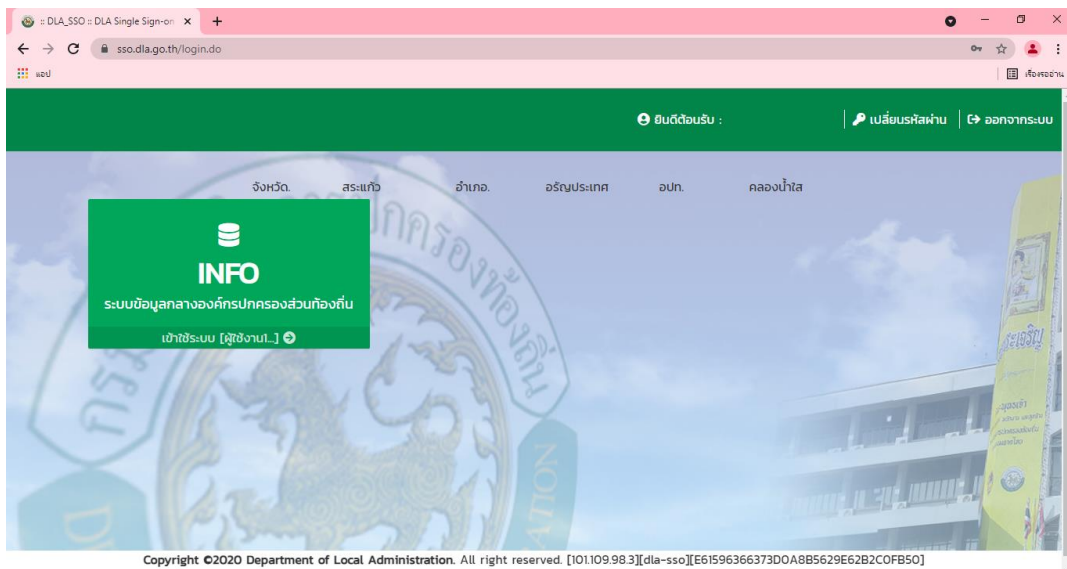 :: DLA_SSO :: DLA Single Sign-on
sso.dla.go.th/login.do
แอป
เรื่องรออ่าน
ยินดีต้อนรับ :
เปลี่ยนรหัสผ่าน
ออกจากระบบ
จังหวัด. สระแก้ว อำเภอ. อรัญประเทศ อปท. คลองน้ำใส
INFO
ระบบข้อมูลกลางองค์กรปกครองส่วนท้องถิ่น
เข้าใช้ระบบ [ผู้ใช้งาน1...]
Copyright ©2020 Department of Local Administration. All right reserved. [101.109.98.3][dla-sso][E61596366373D0A8B5629E62B2C0FB50]